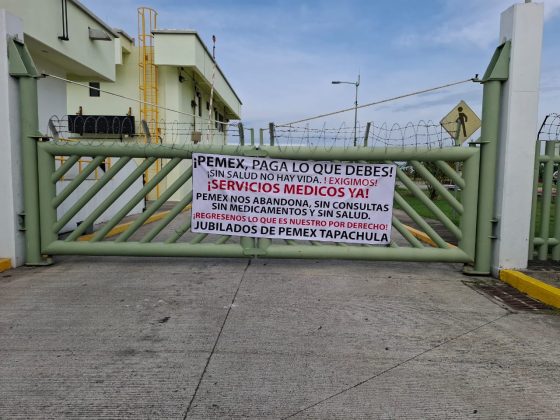 ¡PEMEX, PAGA LO QUE DEBES!
¡SIN SALUD NO HAY VIDA. ! EXIGIMOS!
¡SERVICIOS MEDICOS YA!
PEMEX NOS ABANDONA, SIN CONSULTAS
SIN MEDICAMENTOS Y SIN SALUD.
¡REGRESENOS LO QUE ES NUESTRO POR DERECHO!
JUBILADOS DE PEMEX TAPACHULA